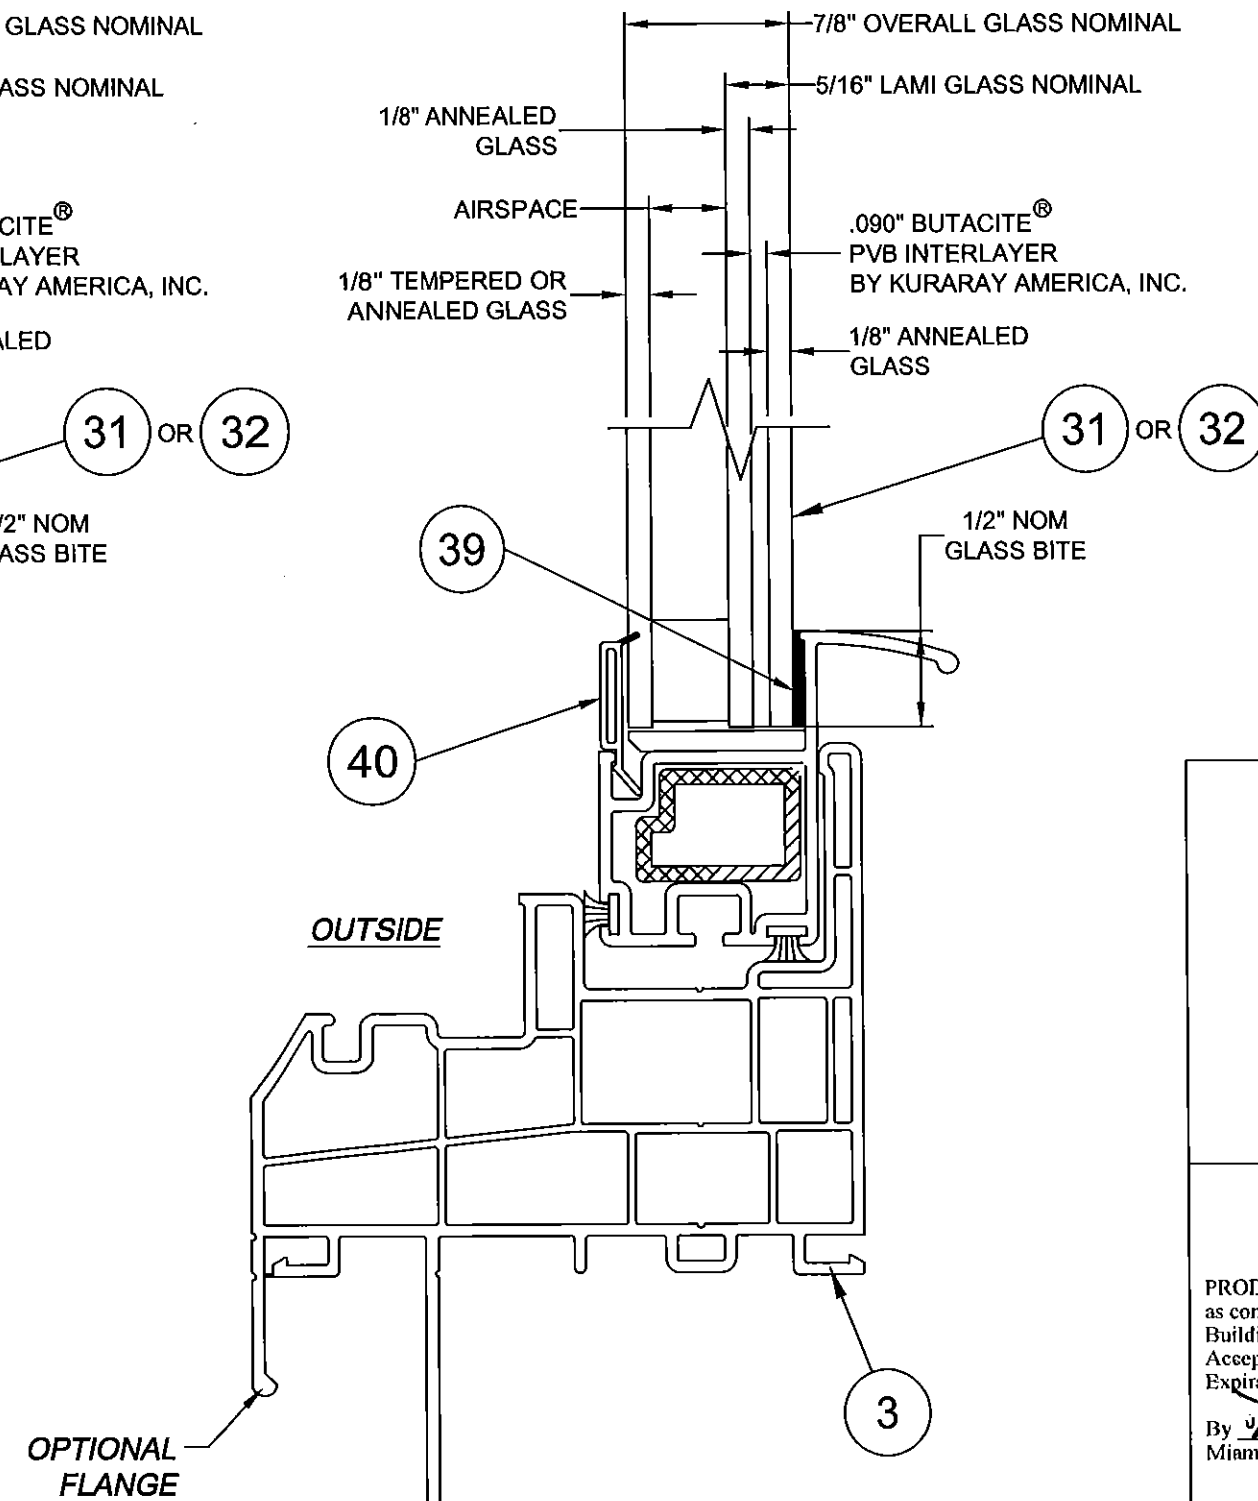 GLASS NOMINAL
7/8" OVERALL GLASS NOMINAL
ASS NOMINAL
5/16" LAMI GLASS NOMINAL
1/8" ANNEALED
GLASS
AIRSPACE
CITE®
LAYER
AY AMERICA, INC.
.090" BUTACITE®
PVB INTERLAYER
BY KURARAY AMERICA, INC.
1/8" TEMPERED OR
ANNEALED GLASS
ALED
1/8" ANNEALED
GLASS
31 OR 32
31 OR 32
/2" NOM
ASS BITE
39
1/2" NOM
GLASS BITE
40
OUTSIDE
3
OPTIONAL
FLANGE
PROD
as con
Buildi
Accep
Expira
By
Miam